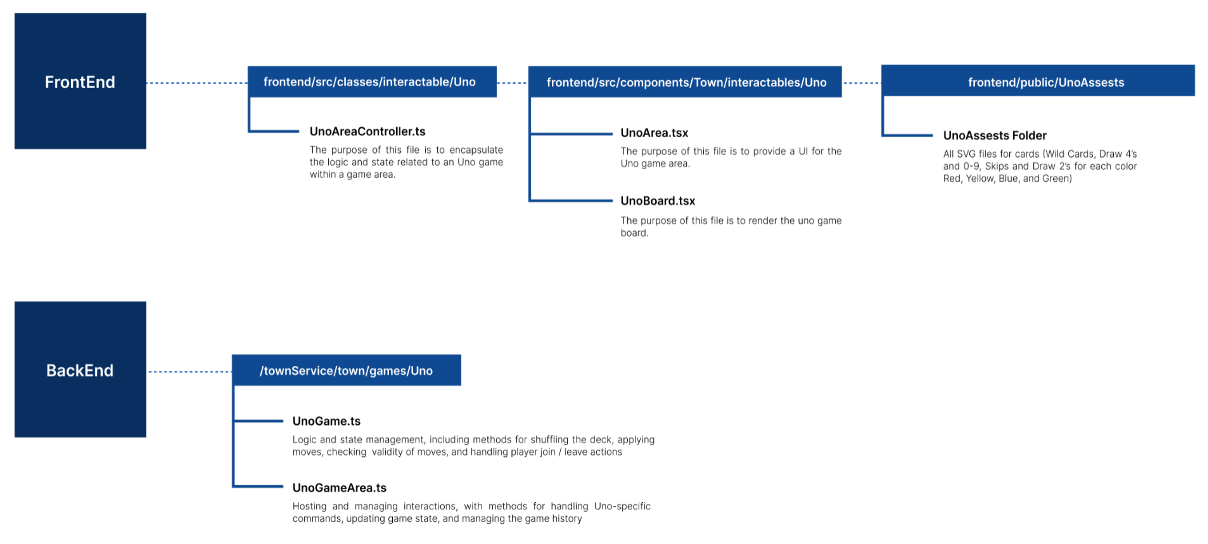 FrontEnd
frontend/src/classes/interactable/Uno
UnoAreaController.ts
The purpose of this file is to encapsulate
the logic and state related to an Uno game
within a game area.
frontend/src/components/Town/interactables/Uno
UnoArea.tsx
The purpose of this file is to provide a UI for the
Uno game area.
UnoBoard.tsx
The purpose of this file is to render the uno game
board.
frontend/public/UnoAssests
UnoAssests Folder
All SVG files for cards (Wild Cards, Draw 4's
and 0-9, Skips and Draw 2's for each color
Red, Yellow, Blue, and Green)
BackEnd
/townService/town/games/Uno
UnoGame.ts
Logic and state management, including methods for shuffling the deck, applying
moves, checking validity of moves, and handling player join / leave actions
UnoGameArea.ts
Hosting and managing interactions, with methods for handling Uno-specific
commands, updating game state, and managing the game history